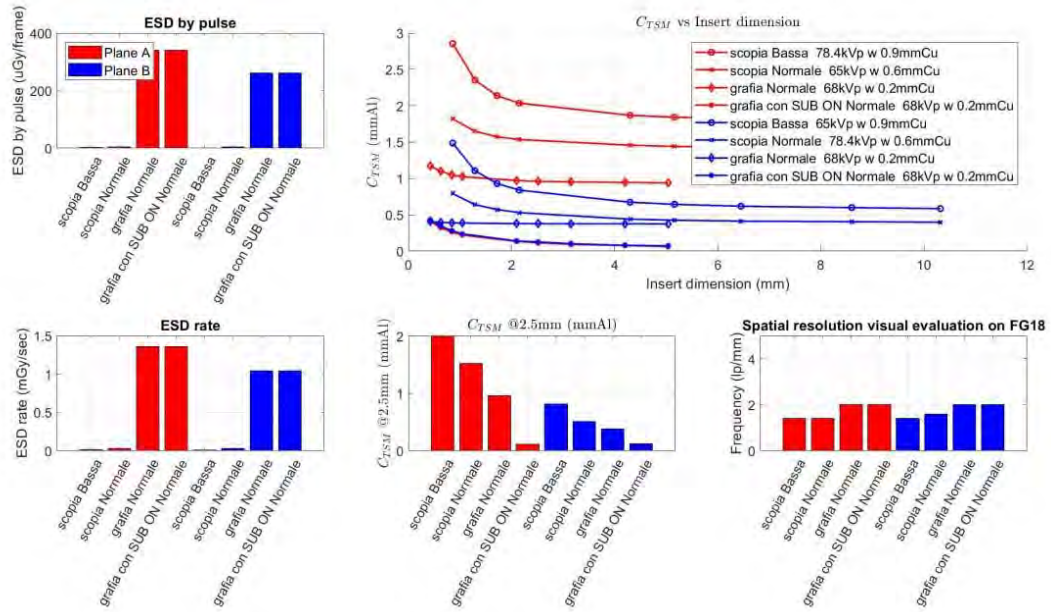 ESD by pulse
ESD by pulse (uGy/frame)
400
200
0
Plane A
Plane B
scopia Bassa
scopia Normale
grafia Normale
grafia con SUB ON Normale
scopia Bassa
scopia Normale
grafia Normale
grafia con SUB ON Normale
C_TSM vs Insert dimension
C_TSM (mmAl)
3
2.5
2
1.5
1
0.5
0
0
2
4
6
8
10
12
Insert dimension (mm)
scopia Bassa 78.4kVp w 0.9mmCu
scopia Normale 65kVp w 0.6mmCu
grafia Normale 68kVp w 0.2mmCu
grafia con SUB ON Normale 68kVp w 0.2mmCu
scopia Bassa 65kVp w 0.9mmCu
scopia Normale 78.4kVp w 0.6mmCu
grafia Normale 68kVp w 0.2mmCu
grafia con SUB ON Normale 68kVp w 0.2mmCu
ESD rate
ESD rate (mGy/sec)
1.5
1
0.5
0
scopia Bassa
scopia Normale
grafia Normale
grafia con SUB ON Normale
scopia Bassa
scopia Normale
grafia Normale
grafia con SUB ON Normale
C_TSM @2.5mm (mmAl)
C_TSM @2.5mm (mmAl)
2
1
0
scopia Bassa
scopia Normale
grafia Normale
grafia con SUB ON Normale
scopia Bassa
scopia Normale
grafia Normale
grafia con SUB ON Normale
Spatial resolution visual evaluation on FG18
Frequency (lp/mm)
4
2
0
scopia Bassa
scopia Normale
grafia Normale
grafia con SUB ON Normale
scopia Bassa
scopia Normale
grafia Normale
grafia con SUB ON Normale